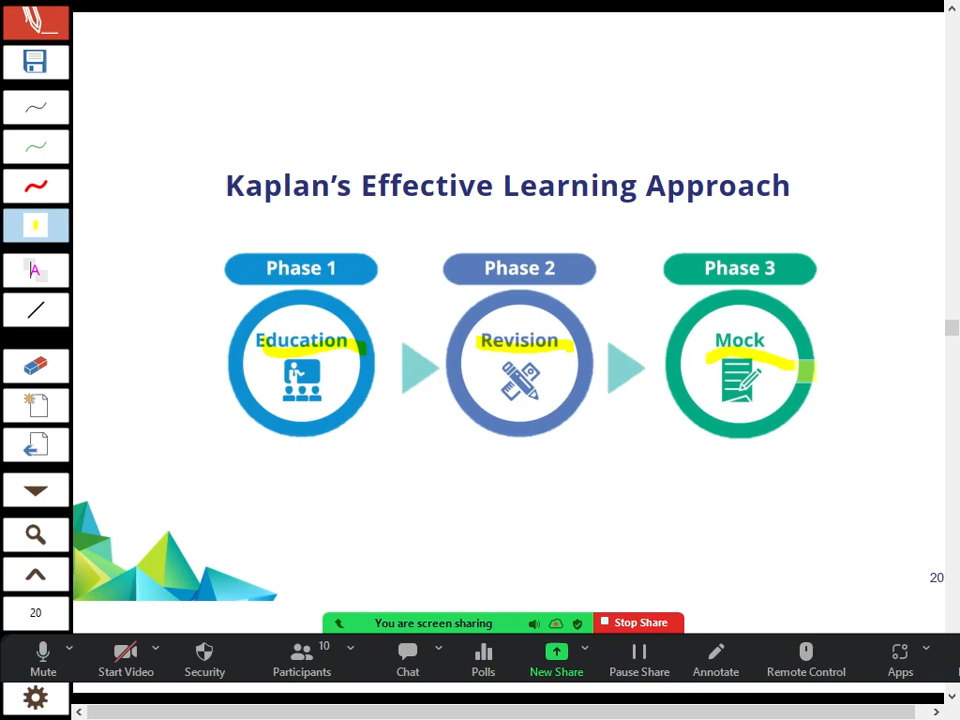 Kaplan's Effective Learning Approach
Phase 1
Phase 2
Phase 3
Education
Revision
Mock
A
20
20
You are screen sharing
Stop Share
10
Mute
Start Video
Security
Participants
Chat
Polls
New Share
Pause Share
Annotate
Remote Control
Apps